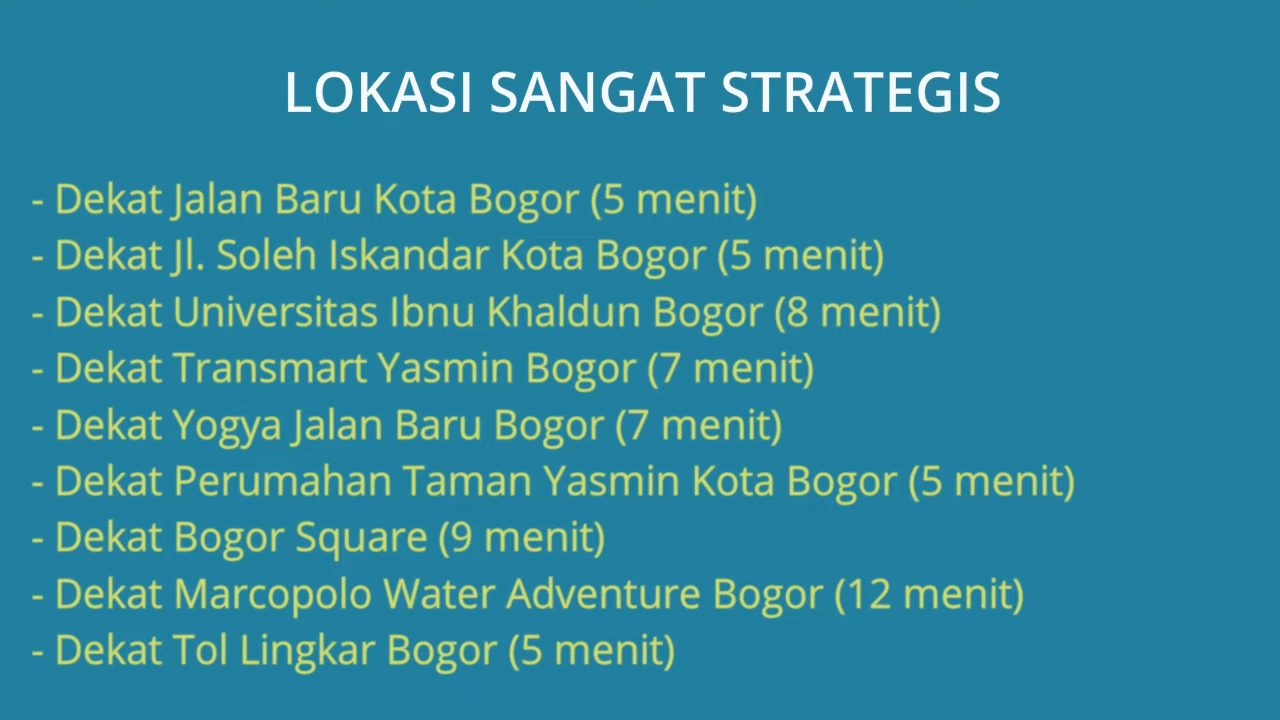 LOKASI SANGAT STRATEGIS
- Dekat Jalan Baru Kota Bogor (5 menit)
- Dekat Jl. Soleh Iskandar Kota Bogor (5 menit)
- Dekat Universitas Ibnu Khaldun Bogor (8 menit)
- Dekat Transmart Yasmin Bogor (7 menit)
- Dekat Yogya Jalan Baru Bogor (7 menit)
- Dekat Perumahan Taman Yasmin Kota Bogor (5 menit)
- Dekat Bogor Square (9 menit)
- Dekat Marcopolo Water Adventure Bogor (12 menit)
- Dekat Tol Lingkar Bogor (5 menit)